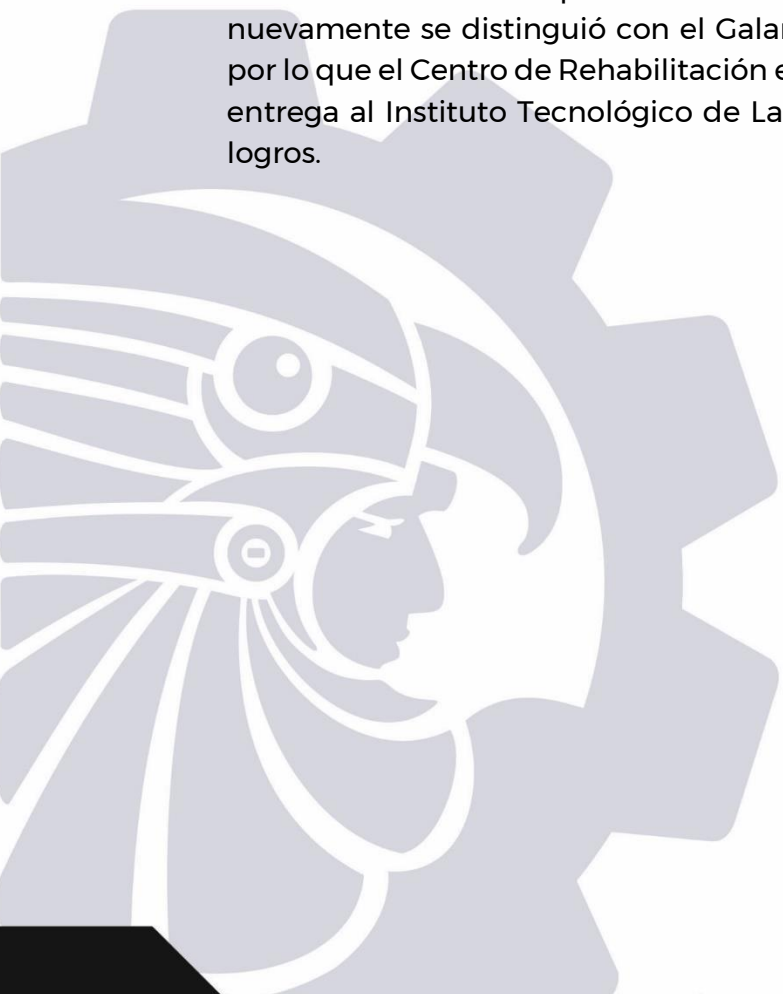 nuevamente se distinguió con el Galar
por lo que el Centro de Rehabilitación e
entrega al Instituto Tecnológico de La
logros.